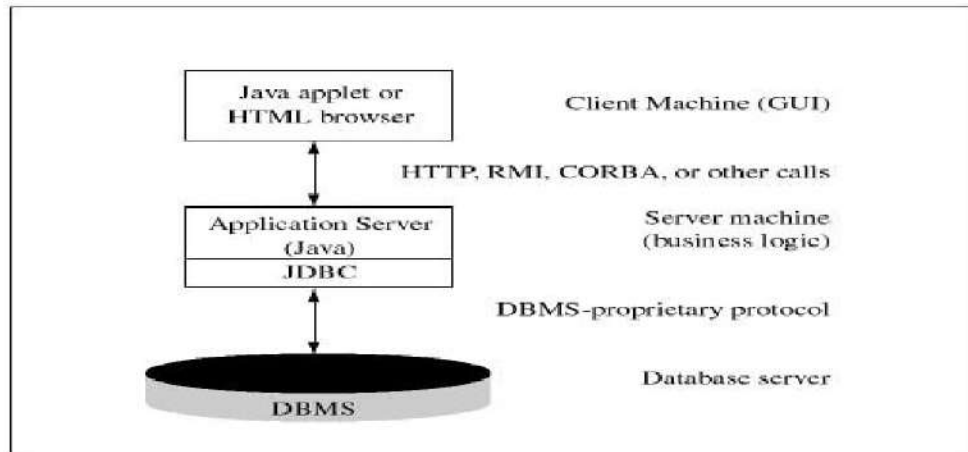 Java applet or
HTML browser
Client Machine (GUI)
HTTP, RMI, CORBA, or other calls
Application Server
(Java)
JDBC
Server machine
(business logic)
DBMS-proprietary protocol
Database server
DBMS